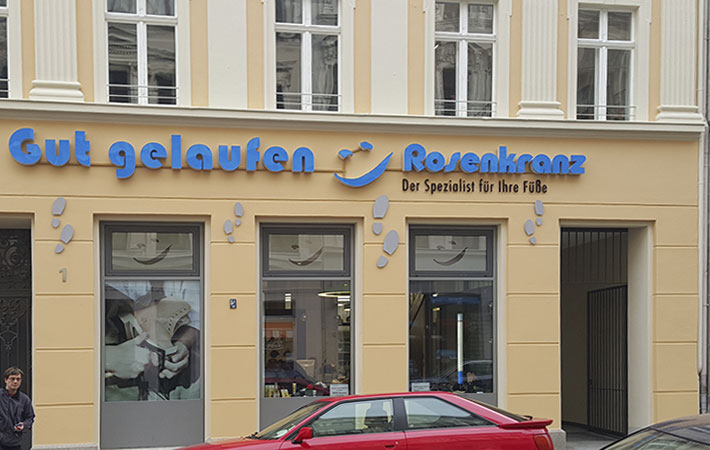 Gut gelaufen Rosenkranz
Der Spezialist für Ihre Füße
1